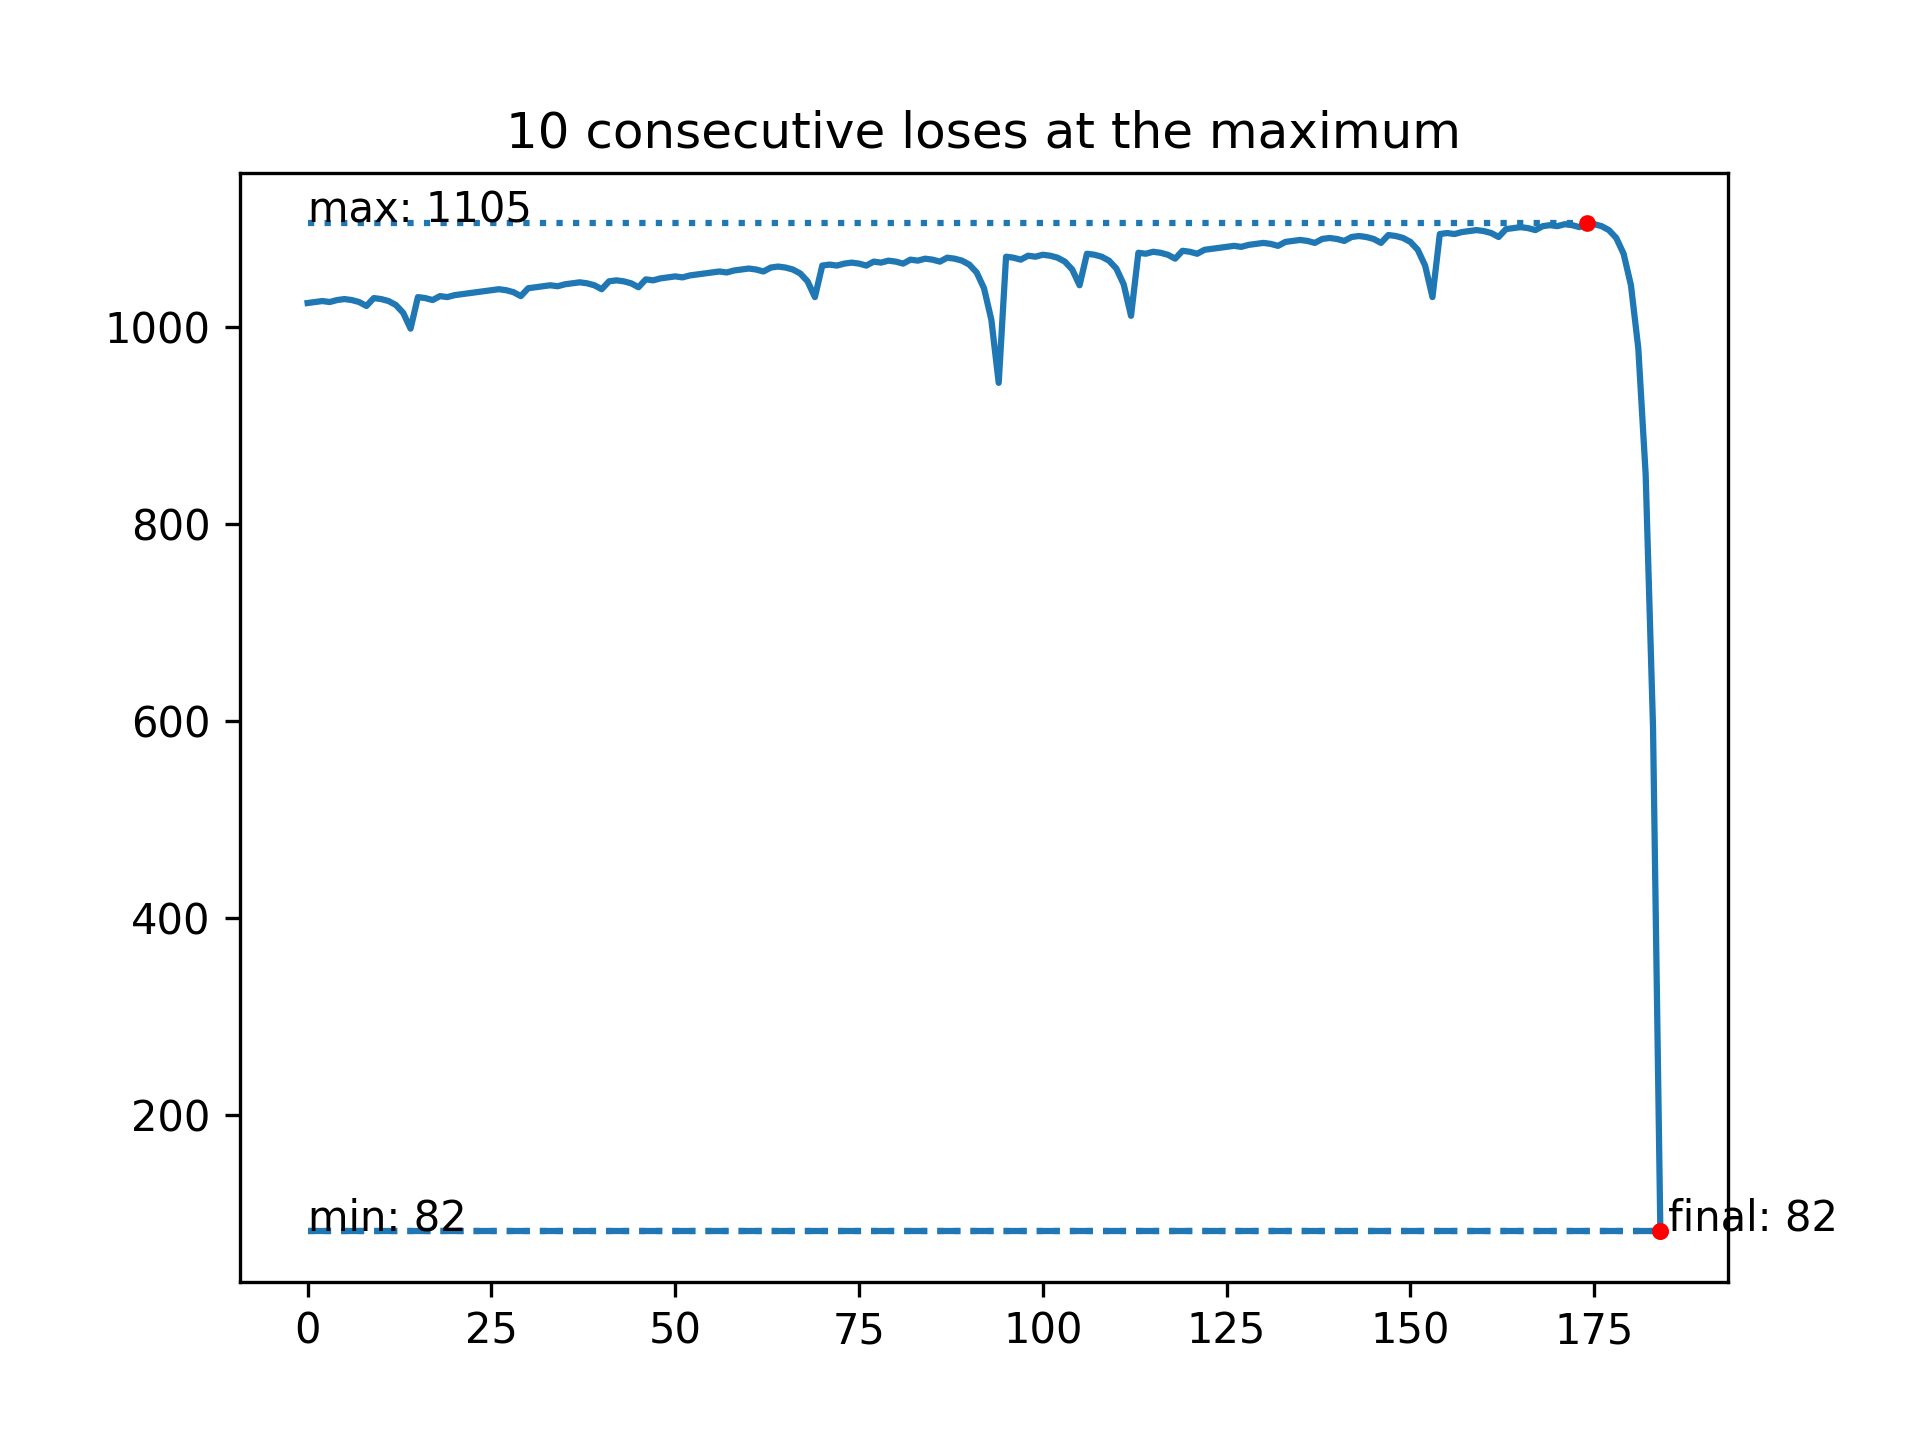 10 consecutive loses at the maximum
max: 1105
1000
800
600
400
200
min: 82
final: 82
0 25 50 75 100 125 150 175